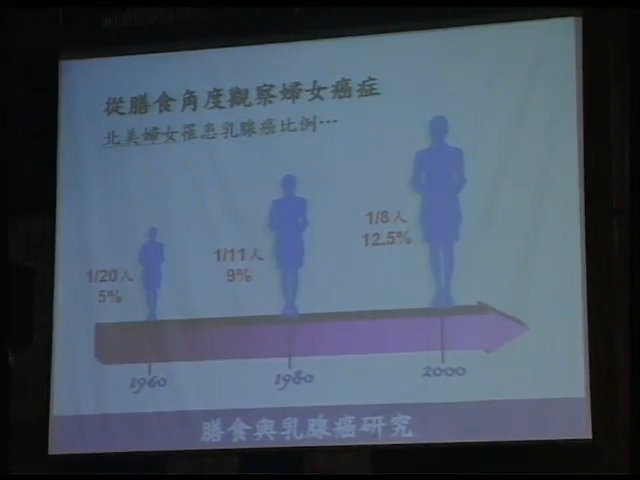 從膳食角度觀察婦女癌症
北美婦女罹患乳腺癌比例…
1/20人
5%
1/11人
9%
1/8人
12.5%
1960
1980
2000
膳食與乳腺癌研究